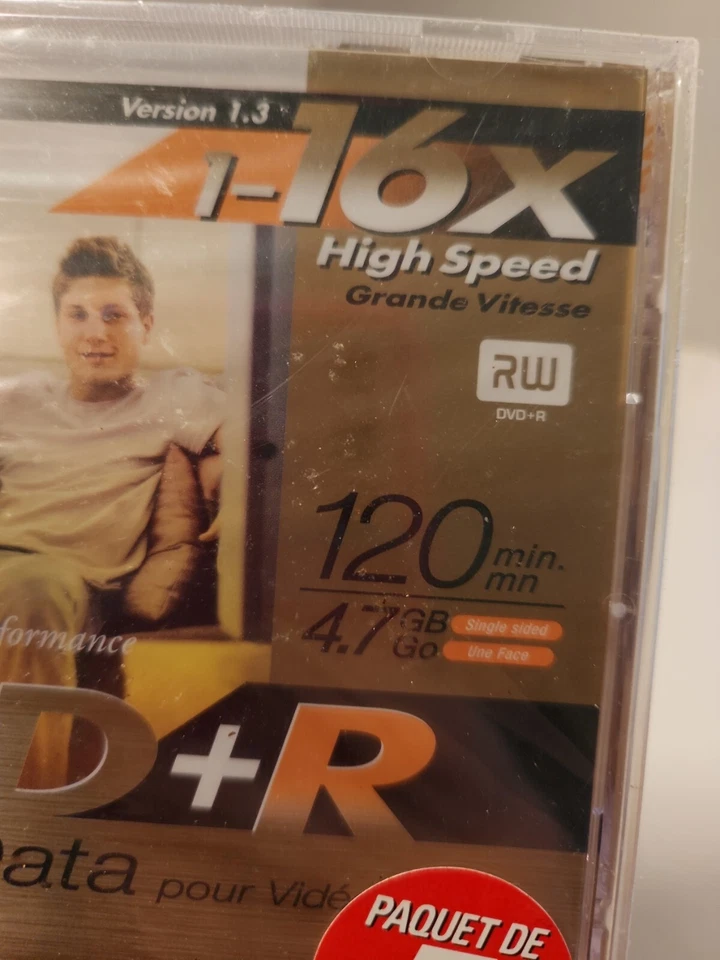 Version 1.3
1-16x
High Speed
Grande Vitesse
RW
DVD+R
120 min.
mn
4.7 GB Single sided
Go Une Face
formance
D+R
ata pour Vidé
PAQUET DE